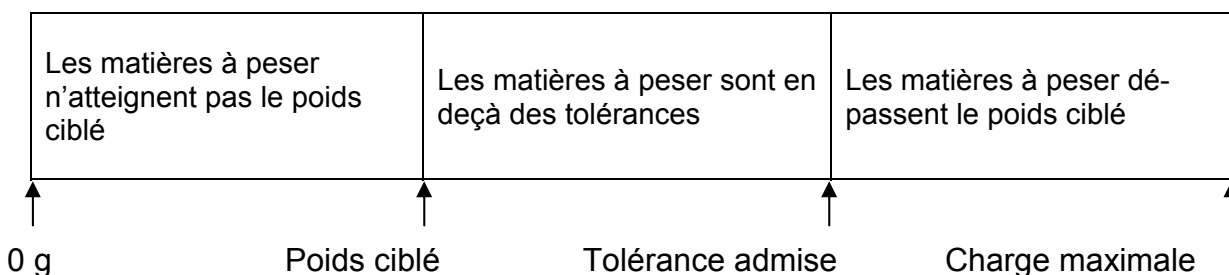 Les matières à peser
n'atteignent pas le poids
ciblé
Les matières à peser sont en
deçà des tolérances
Les matières à peser dé-
passent le poids ciblé
0 g
Poids ciblé
Tolérance admise
Charge maximale